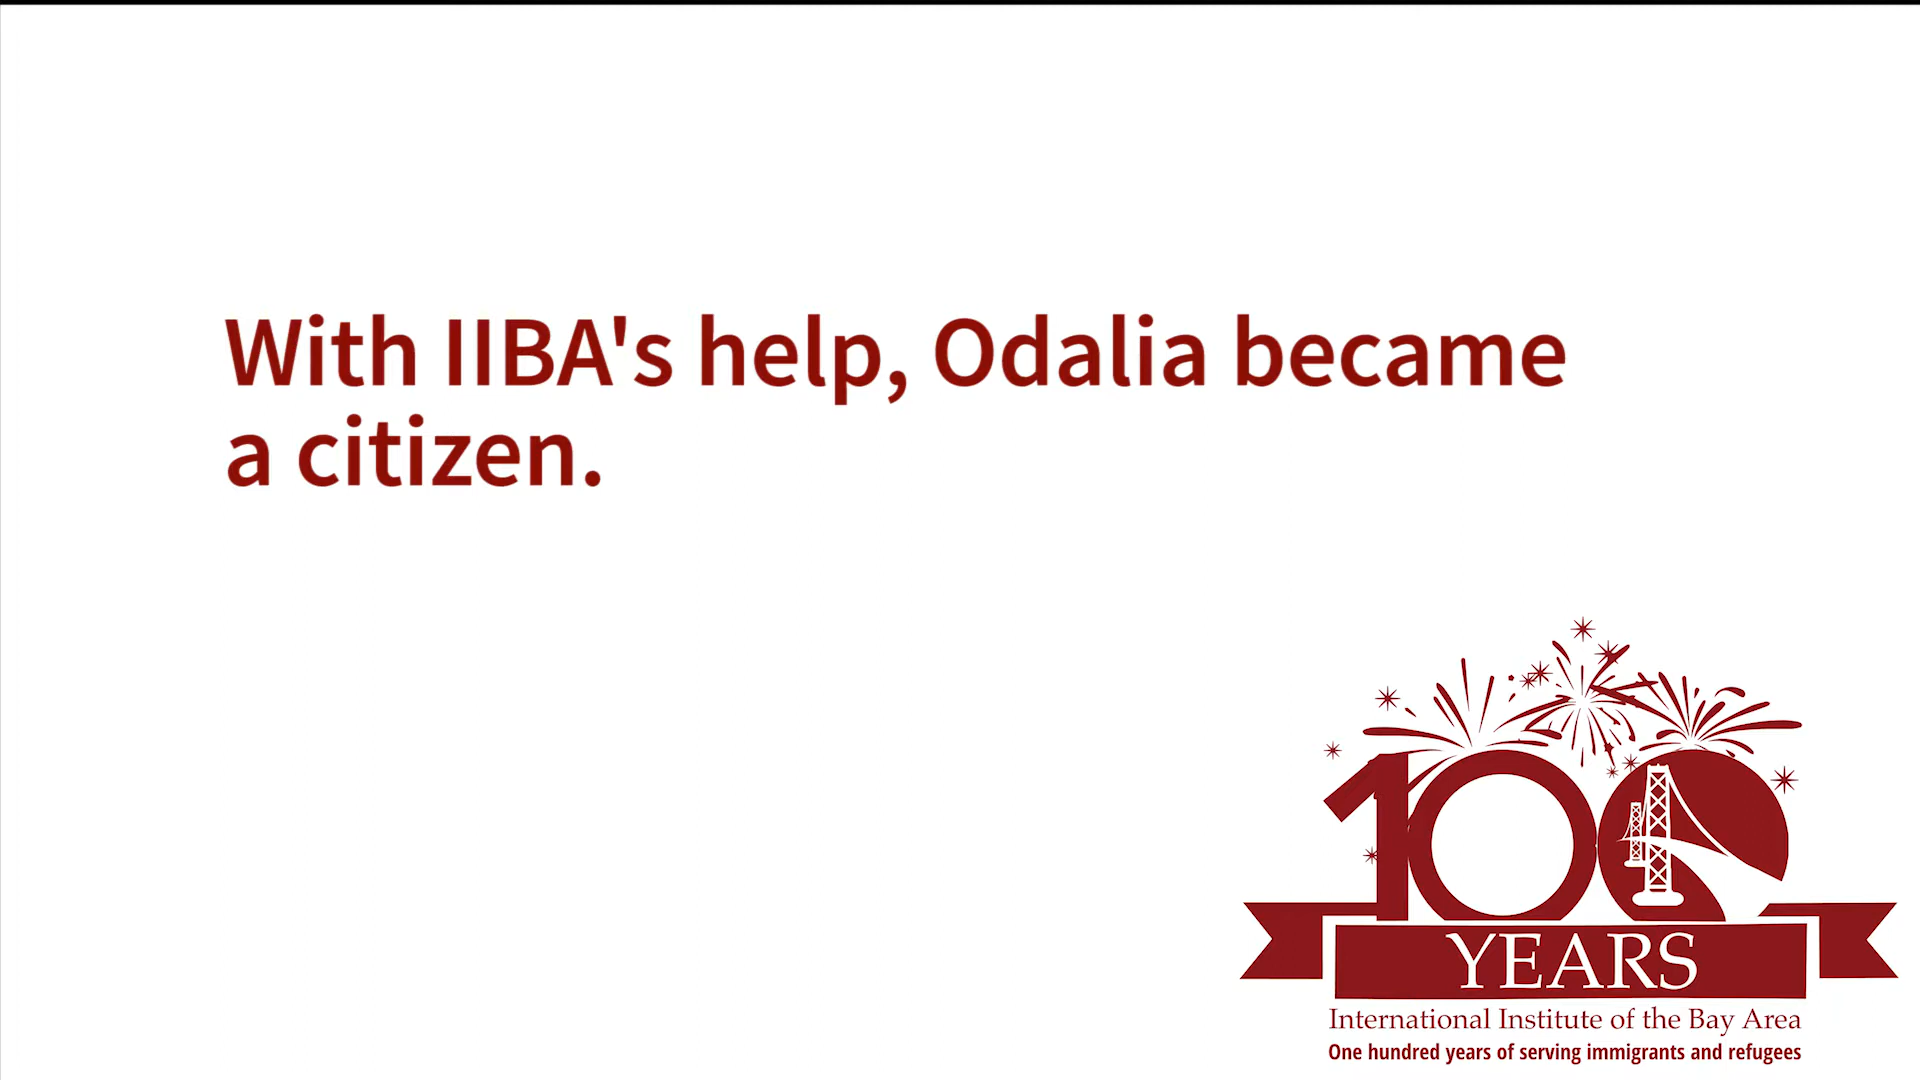 With IIBA's help, Odalia became
a citizen.
100
YEARS
International Institute of the Bay Area
One hundred years of serving immigrants and refugees